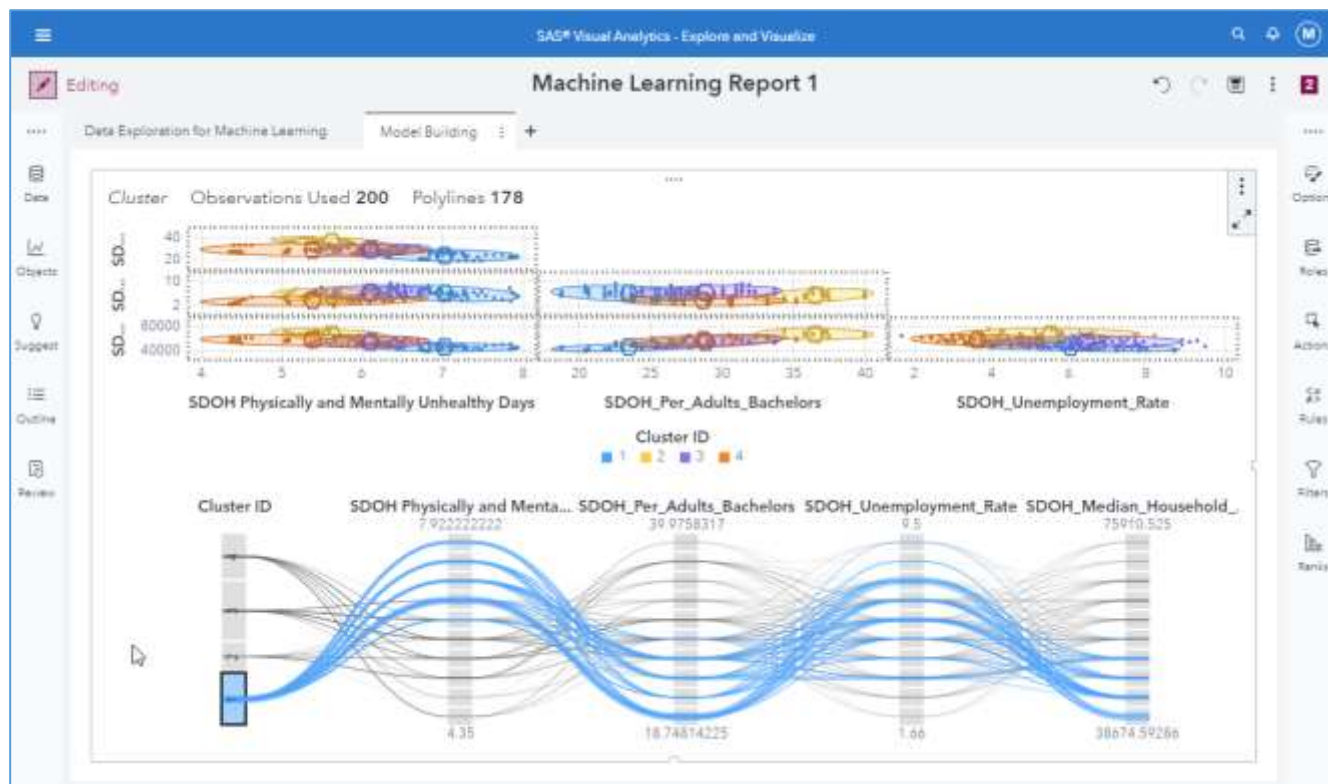 SAS® Visual Analytics - Explore and Visualize
M
Editing
Machine Learning Report 1
2
Data Exploration for Machine Learning
Model Building
+
Data
Objects
Suggest
Outline
Review
Options
Roles
Actions
Rules
Filters
Ranks
Cluster Observations Used 200 Polylines 178
SD...
40
20
SD...
10
2
SD...
40000
4 5 6 7 8 20 25 30 35 40 2 4 6 8 10
SDOH Physically and Mentally Unhealthy Days SDOH_Per_Adults_Bachelors SDOH_Unemployment_Rate
Cluster ID
1 2 3 4
Cluster ID SDOH Physically and Menta... SDOH_Per_Adults_Bachelors SDOH_Unemployment_Rate SDOH_Median_Household_...
7.922222222 39.9758317 9.5 75910.525
4.35 18.74814225 1.66 38674.59286